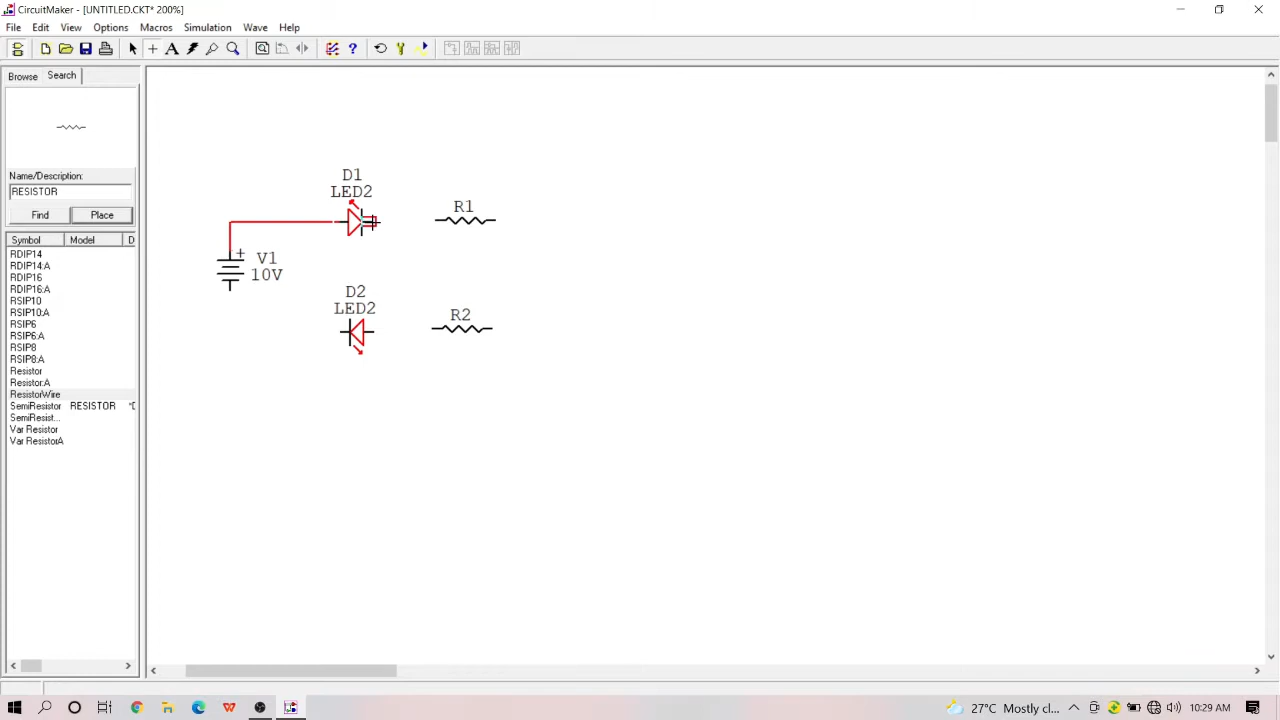 CircuitMaker - [UNTITLED.CKT* 200%]
File Edit View Options Macros Simulation Wave Help
A ?
Browse Search
Name/Description:
RESISTOR
Find Place
Symbol Model D
RDIP14
RDIP14:A
RDIP16
RDIP16:A
RSIP10
RSIP10:A
RSIP6
RSIP6:A
RSIP8
RSIP8:A
Resistor
Resistor:A
ResistorWire
SemiResistor RESISTOR *D
SemiResist...
Var Resistor
Var Resistor:A
D1
LED2
R1
+ V1
10V
D2
LED2
R2
27°C Mostly cl... 10:29 AM